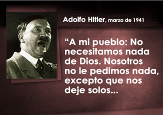 Adolfo Hitler, marzo de 1941
“A mi pueblo: No
necesitamos nada
de Dios. Nosotros
no le pedimos nada,
excepto que nos
deje solos...